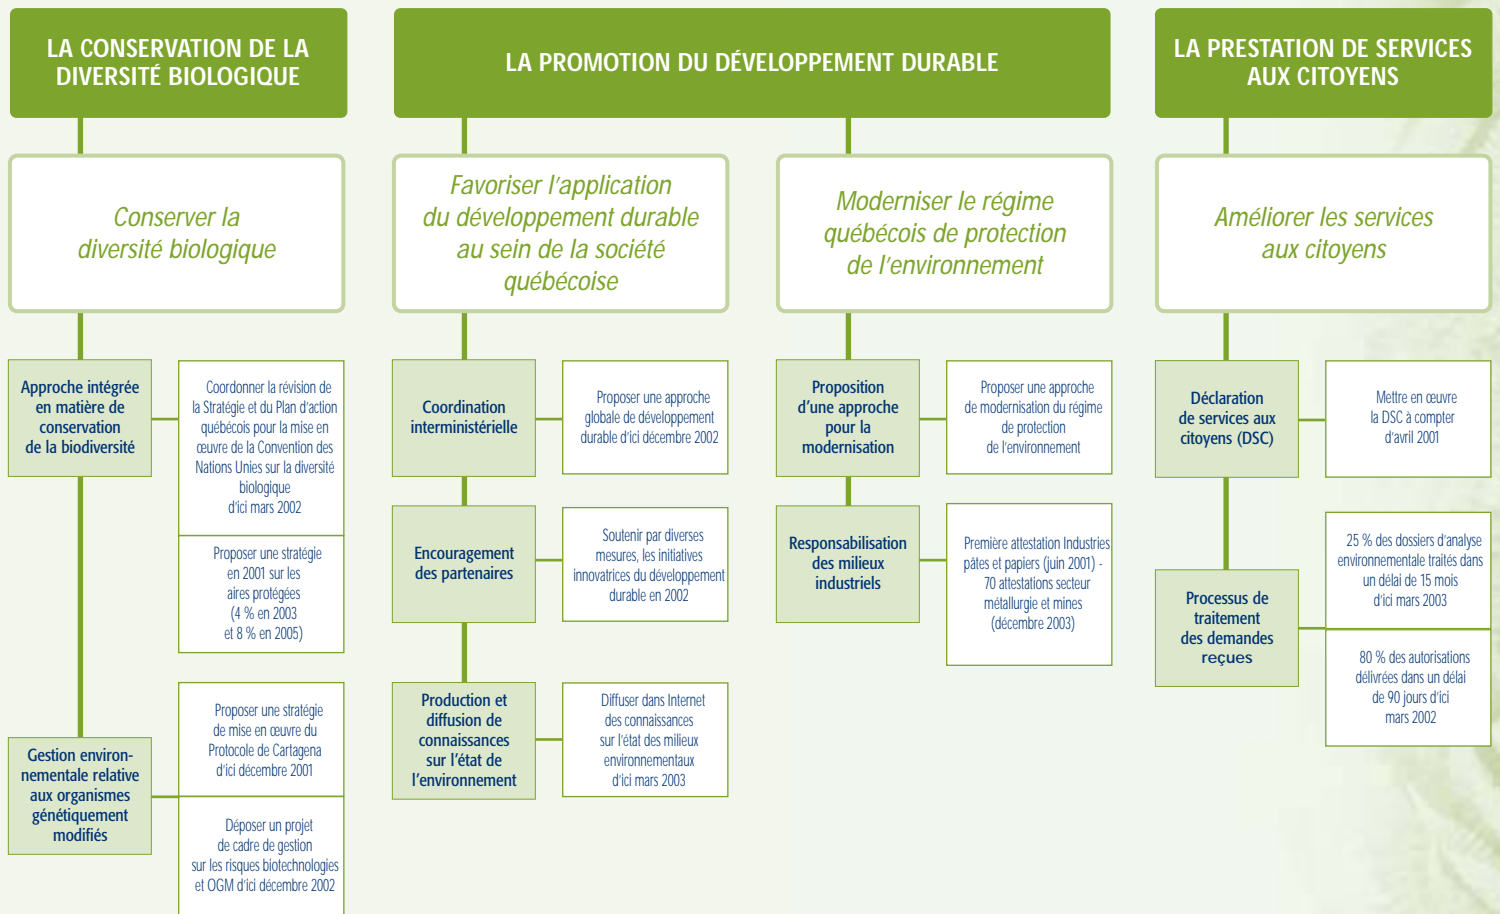 LA CONSERVATION DE LA
DIVERSITÉ BIOLOGIQUE
Conserver la
diversité biologique
Approche intégrée
en matière de
conservation
de la biodiversité
Coordonner la révision de
la Stratégie et du Plan d'action
québécois pour la mise en
œuvre de la Convention des
Nations Unies sur la diversité
biologique
d'ici mars 2002
Proposer une stratégie
en 2001 sur les
aires protégées
(4 % en 2003
et 8 % en 2005)
Gestion environ-
nementale relative
aux organismes
génétiquement
modifiés
Proposer une stratégie
de mise en œuvre du
Protocole de Cartagena
d'ici décembre 2001
Déposer un projet
de cadre de gestion
sur les risques biotechnologies
et OGM d'ici décembre 2002
LA PROMOTION DU DÉVELOPPEMENT DURABLE
Favoriser l'application
du développement durable
au sein de la société
québécoise
Coordination
interministérielle
Proposer une approche
globale de développement
durable d'ici décembre 2002
Encouragement
des partenaires
Soutenir par diverses
mesures, les initiatives
innovatrices du développement
durable en 2002
Production et
diffusion de
connaissances
sur l'état de
l'environnement
Diffuser dans Internet
des connaissances
sur l'état des milieux
environnementaux
d'ici mars 2003
Moderniser le régime
québécois de protection
de l'environnement
Proposition
d'une approche
pour la
modernisation
Proposer une approche
de modernisation du régime
de protection
de l'environnement
Responsabilisation
des milieux
industriels
Première attestation Industries
pâtes et papiers (juin 2001) -
70 attestations secteur
métallurgie et mines
(décembre 2003)
LA PRESTATION DE SERVICES
AUX CITOYENS
Améliorer les services
aux citoyens
Déclaration
de services aux
citoyens (DSC)
Mettre en œuvre
la DSC à compter
d'avril 2001
Processus de
traitement
des demandes
reçues
25 % des dossiers d'analyse
environnementale traités dans
un délai de 15 mois
d'ici mars 2003
80 % des autorisations
délivrées dans un délai
de 90 jours d'ici
mars 2002